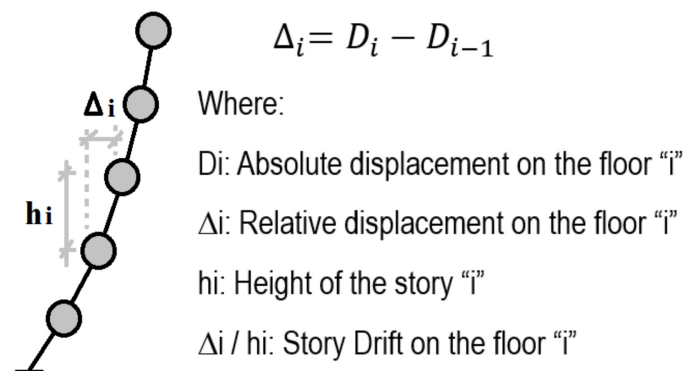 Δᵢ= Dᵢ − Dᵢ₋₁
Δi
Where:
Di: Absolute displacement on the floor “i”
hi
Δi: Relative displacement on the floor “i”
hi: Height of the story “i”
Δi / hi: Story Drift on the floor “i”